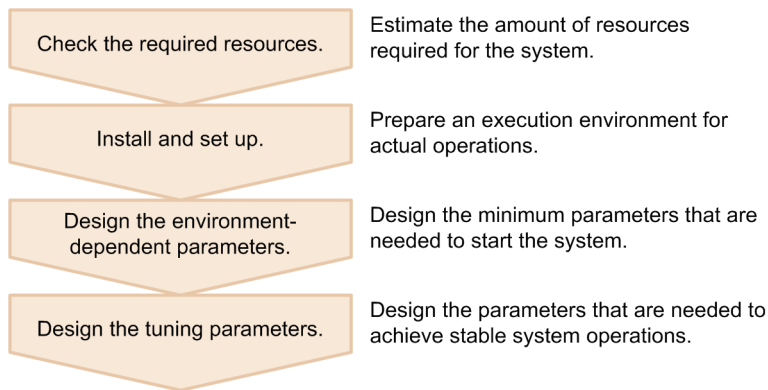 Check the required resources.
Estimate the amount of resources
required for the system.
Install and set up.
Prepare an execution environment for
actual operations.
Design the environment-
dependent parameters.
Design the minimum parameters that are
needed to start the system.
Design the tuning parameters.
Design the parameters that are needed to
achieve stable system operations.